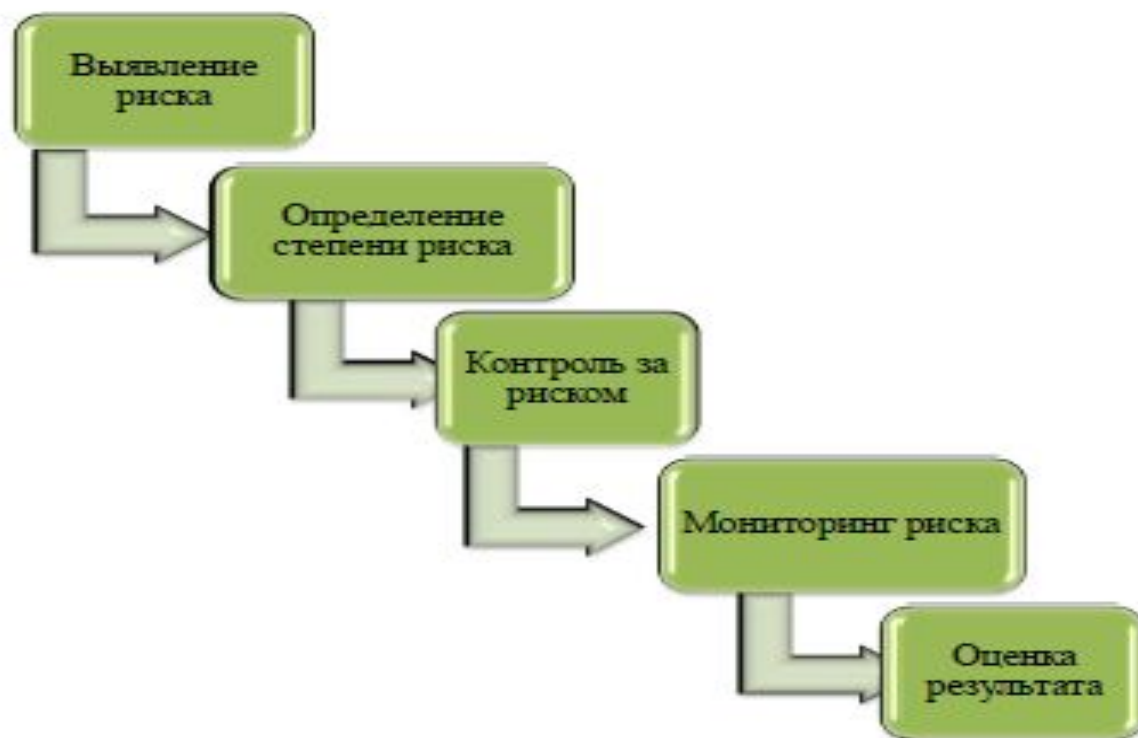 Выявление
риска
Определение
степени риска
Контроль за
риском
Мониторинг риска
Оценка
результата